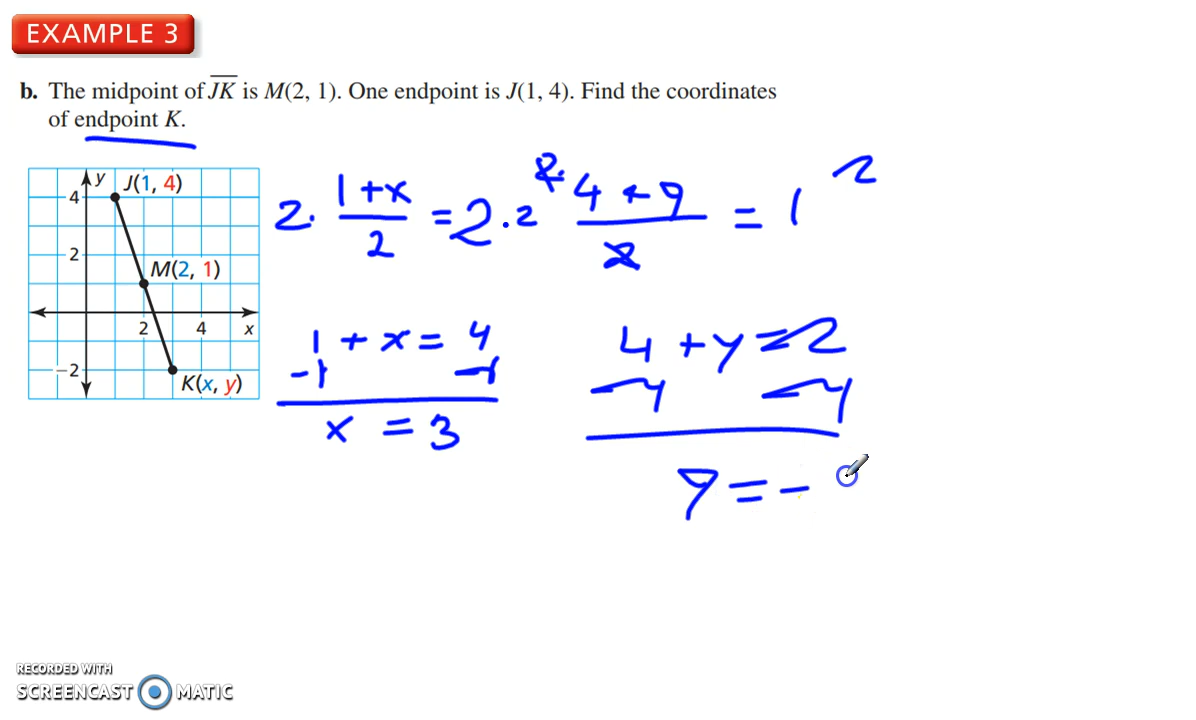 EXAMPLE 3
b. The midpoint of JK is M(2, 1). One endpoint is J(1, 4). Find the coordinates
of endpoint K.
y J(1, 4)
4
2
M(2, 1)
2 4 x
-2
K(x, y)
2. 1+x/2 = 2.2
2. 4+y/2 = 1 2
1 + x = 4
-1 -1
x = 3
4 + y = 2
-4 -4
y = -
RECORDED WITH
SCREENCAST MATIC